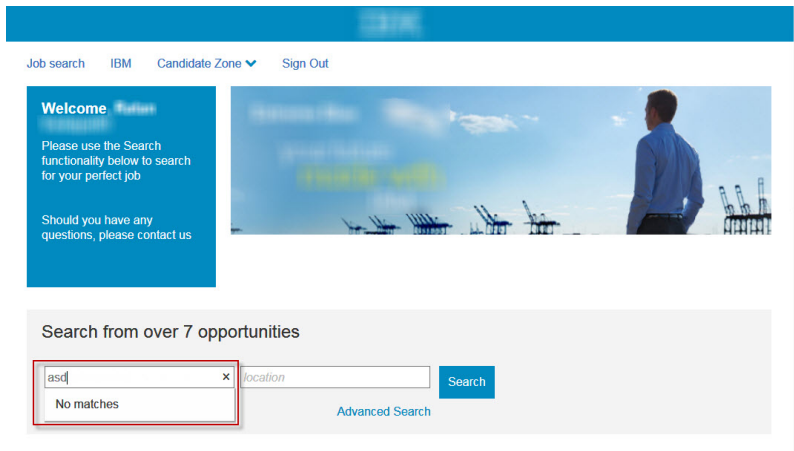 Job search IBM Candidate Zone Sign Out
Welcome
Please use the Search
functionality below to search
for your perfect job
Should you have any
questions, please contact us
Search from over 7 opportunities
asd × location Search
No matches
Advanced Search